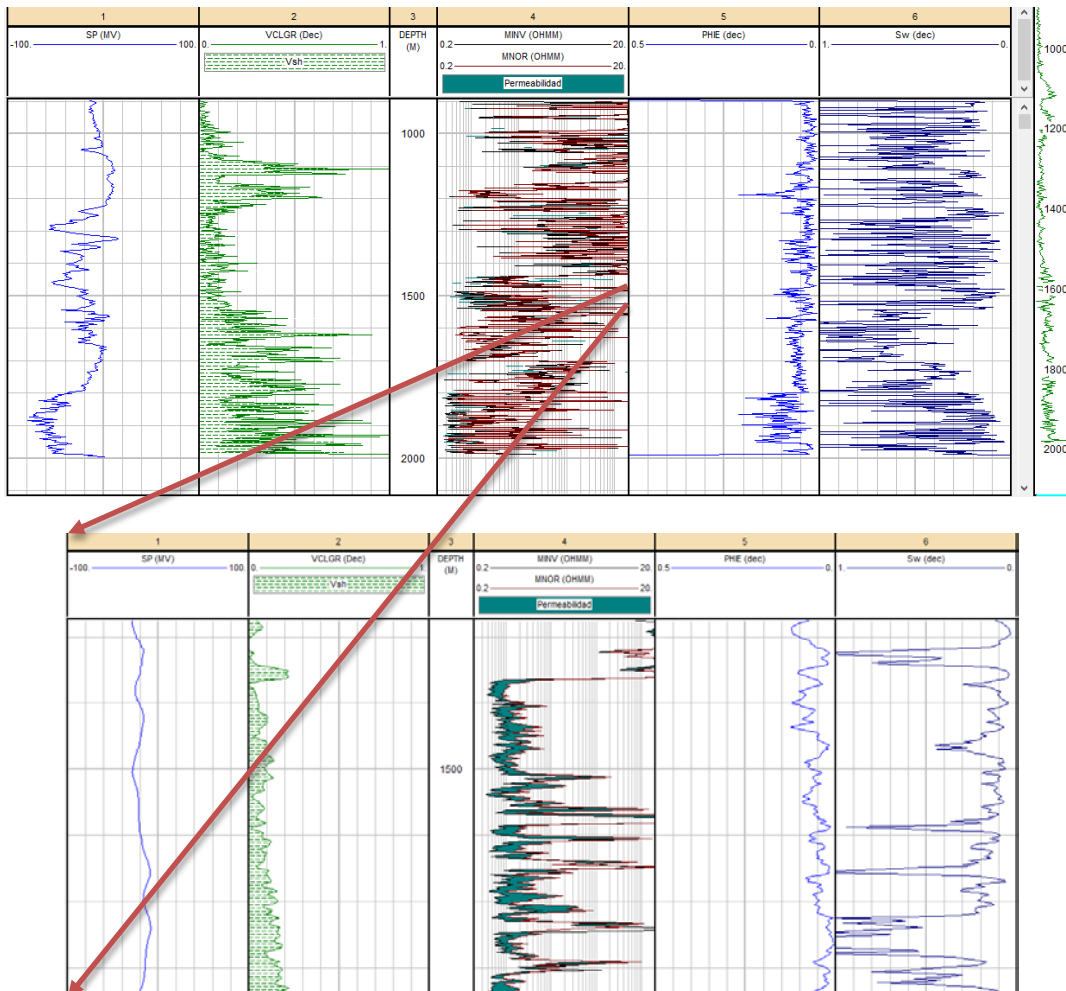 1 2 3 4 5 6
SP (MV) VCLGR (Dec) DEPTH MINV (OHMM) PHIE (dec) Sw (dec)
-100. 100. 0. 1. (M) 0.2 20. 0.5 0. 1. 0.
Vsh MNOR (OHMM)
0.2 20.
Permeabilidad
1000
1500
2000
1000
1200
1400
1600
1800
2000
1 2 3 4 5 6
SP (MV) VCLGR (Dec) DEPTH MINV (OHMM) PHIE (dec) Sw (dec)
-100. 100. 0. 1. (M) 0.2 20. 0.5 0. 1. 0.
Vsh MNOR (OHMM)
0.2 20.
Permeabilidad
1500